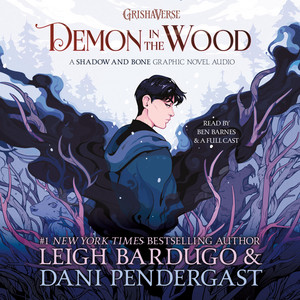 GRISHAVERSE
DEMON IN THE WOOD
A SHADOW AND BONE GRAPHIC NOVEL AUDIO
READ BY
BEN BARNES
& A FULL CAST
#1 NEW YORK TIMES BESTSELLING AUTHOR
LEIGH BARDUGO &
DANI PENDERGAST